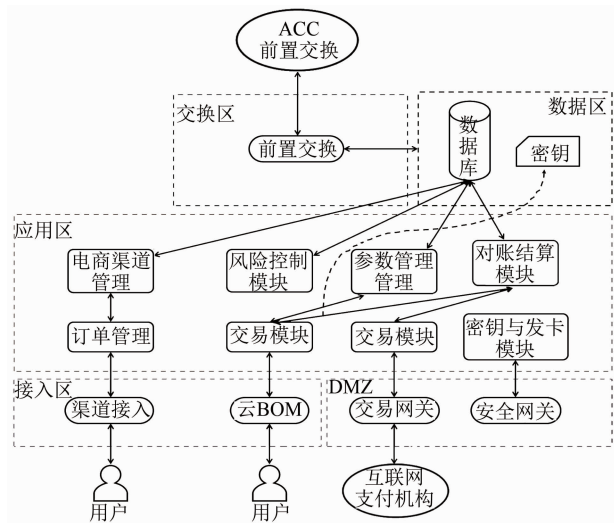 ACC
前置交换
交换区
数据区
前置交换
数
据
库
密钥
应用区
电商渠道
管理
风险控制
模块
参数管理
管理
对账结算
模块
订单管理
交易模块
交易模块
密钥与发卡
模块
接入区
DMZ
渠道接入
云BOM
交易网关
安全网关
用户
用户
互联网
支付机构